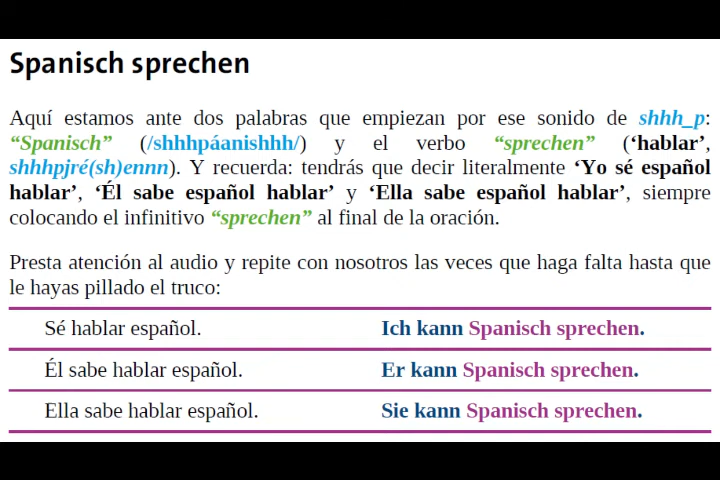 Spanisch sprechen
Aquí estamos ante dos palabras que empiezan por ese sonido de shhh_p:
“Spanisch” (/shhhpáanishhh/) y el verbo “sprechen” (‘hablar’,
shhhpjré(sh)ennn). Y recuerda: tendrás que decir literalmente ‘Yo sé español
hablar’, ‘Él sabe español hablar’ y ‘Ella sabe español hablar’, siempre
colocando el infinitivo “sprechen” al final de la oración.
Presta atención al audio y repite con nosotros las veces que haga falta hasta que
le hayas pillado el truco:
Sé hablar español. Ich kann Spanisch sprechen.
Él sabe hablar español. Er kann Spanisch sprechen.
Ella sabe hablar español. Sie kann Spanisch sprechen.